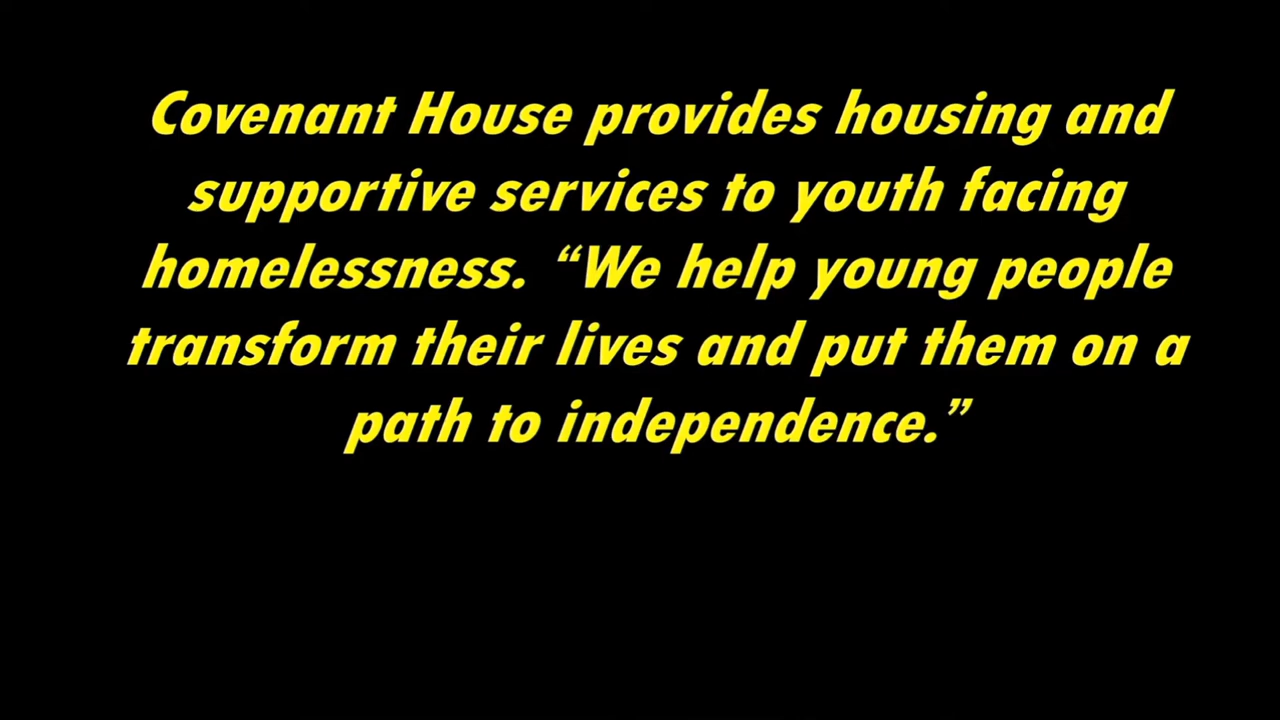 Covenant House provides housing and
supportive services to youth facing
homelessness. “We help young people
transform their lives and put them on a
path to independence.”